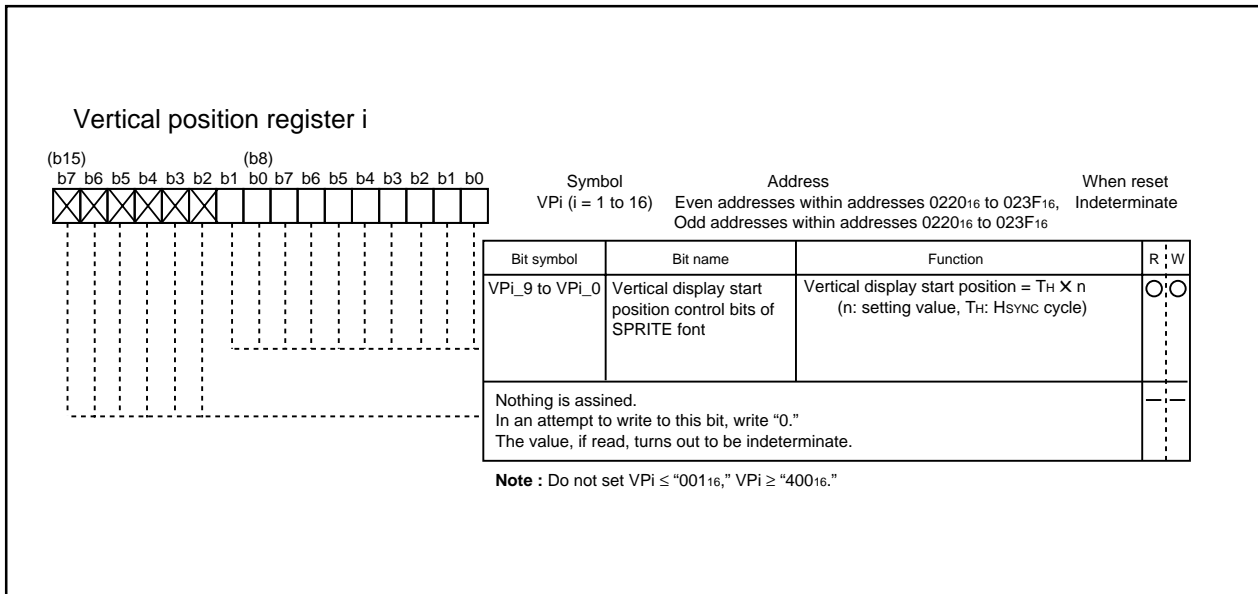 Vertical position register i
(b15) (b8)
b7 b6 b5 b4 b3 b2 b1 b0 b7 b6 b5 b4 b3 b2 b1 b0
Symbol Address When reset
VPi (i = 1 to 16) Even addresses within addresses 022016 to 023F16, Indeterminate
Odd addresses within addresses 022016 to 023F16
Bit symbol Bit name Function R W
VPi_9 to VPi_0 Vertical display start Vertical display start position = TH X n
position control bits of (n: setting value, TH: HSYNC cycle)
SPRITE font
Nothing is assined.
In an attempt to write to this bit, write “0.”
The value, if read, turns out to be indeterminate.
Note : Do not set VPi ≤ “00116,” VPi ≥ “40016.”